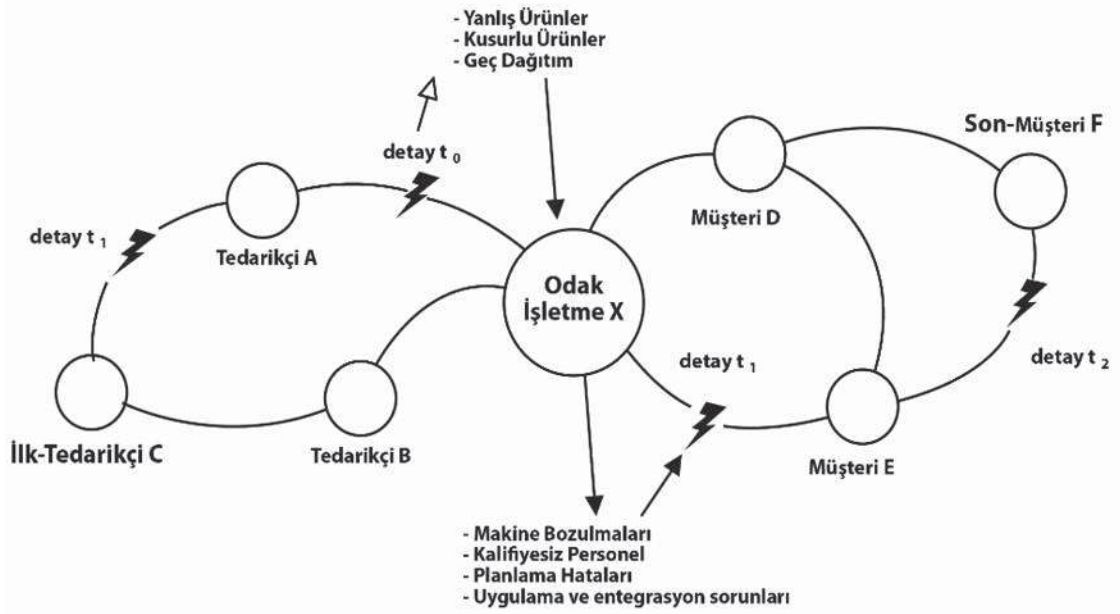 - Yanlış Ürünler
- Kusurlu Ürünler
- Geç Dağıtım
detay t 0
Son-Müşteri F
Müşteri D
detay t 1
Tedarikçi A
Odak
İşletme X
detay t 1
detay t 2
İlk-Tedarikçi C
Tedarikçi B
Müşteri E
- Makine Bozulmaları
- Kalifiyesiz Personel
- Planlama Hataları
- Uygulama ve entegrasyon sorunları